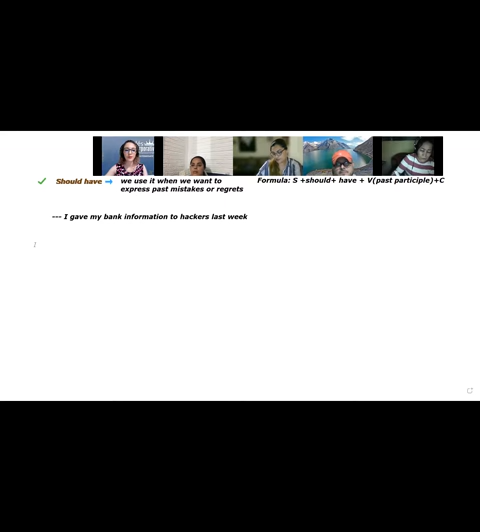 Should have → we use it when we want to
express past mistakes or regrets
Formula: S +should+ have + V(past participle)+C
--- I gave my bank information to hackers last week